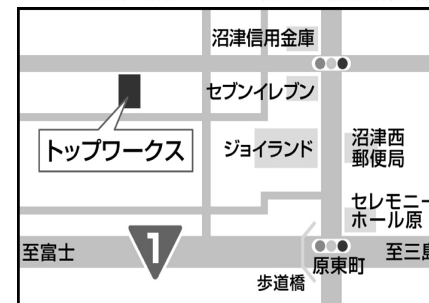 沼津信用金庫
セブンイレブン
トップワークス
ジョイランド
沼津西
郵便局
セレモニー
ホール原
至富士
1
原東町
至三島
歩道橋